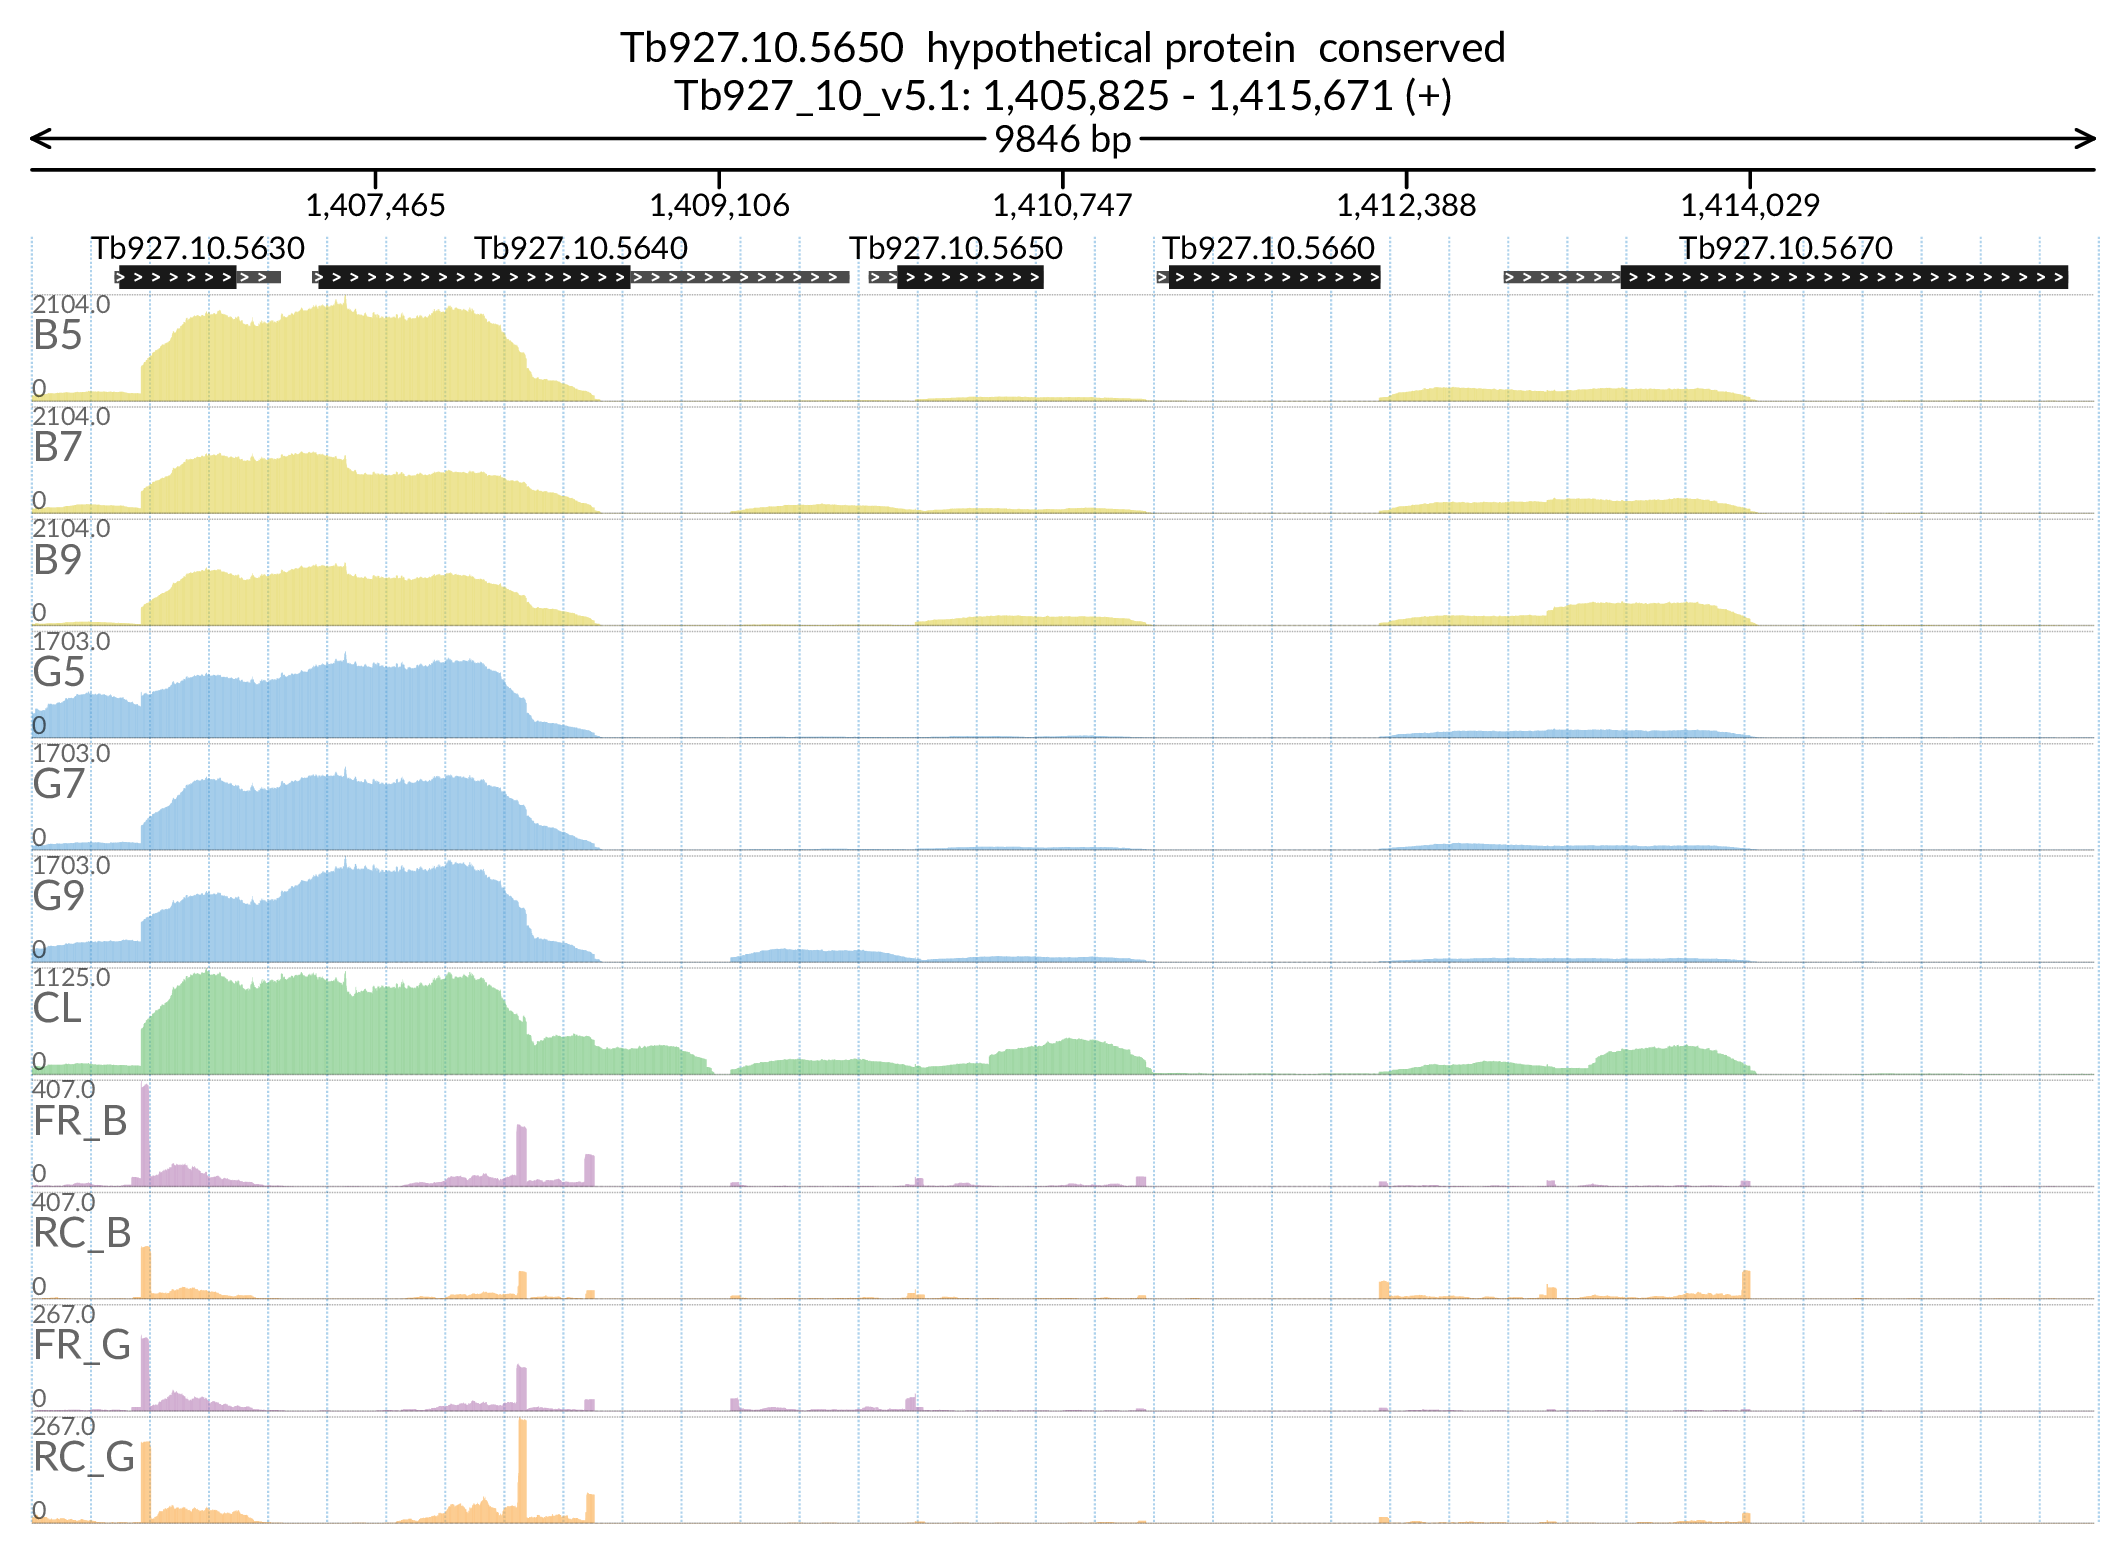 Tb927.10.5650  hypothetical protein  conserved
Tb927_10_v5.1: 1,405,825 - 1,415,671 (+)
9846 bp
1,407,465 1,409,106 1,410,747 1,412,388 1,414,029
Tb927.10.5630 Tb927.10.5640 Tb927.10.5650 Tb927.10.5660 Tb927.10.5670
2104.0
B5
0
2104.0
B7
0
2104.0
B9
0
1703.0
G5
0
1703.0
G7
0
1703.0
G9
0
1125.0
CL
0
407.0
FR_B
0
407.0
RC_B
0
267.0
FR_G
0
267.0
RC_G
0